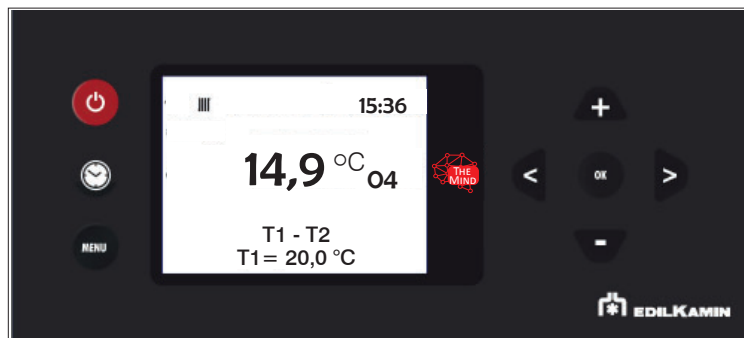 15:36
14,9 °C 04
T1 - T2
T1= 20,0 °C
THE
MIND
MENU
+
< OK >
-
EDILKAMIN